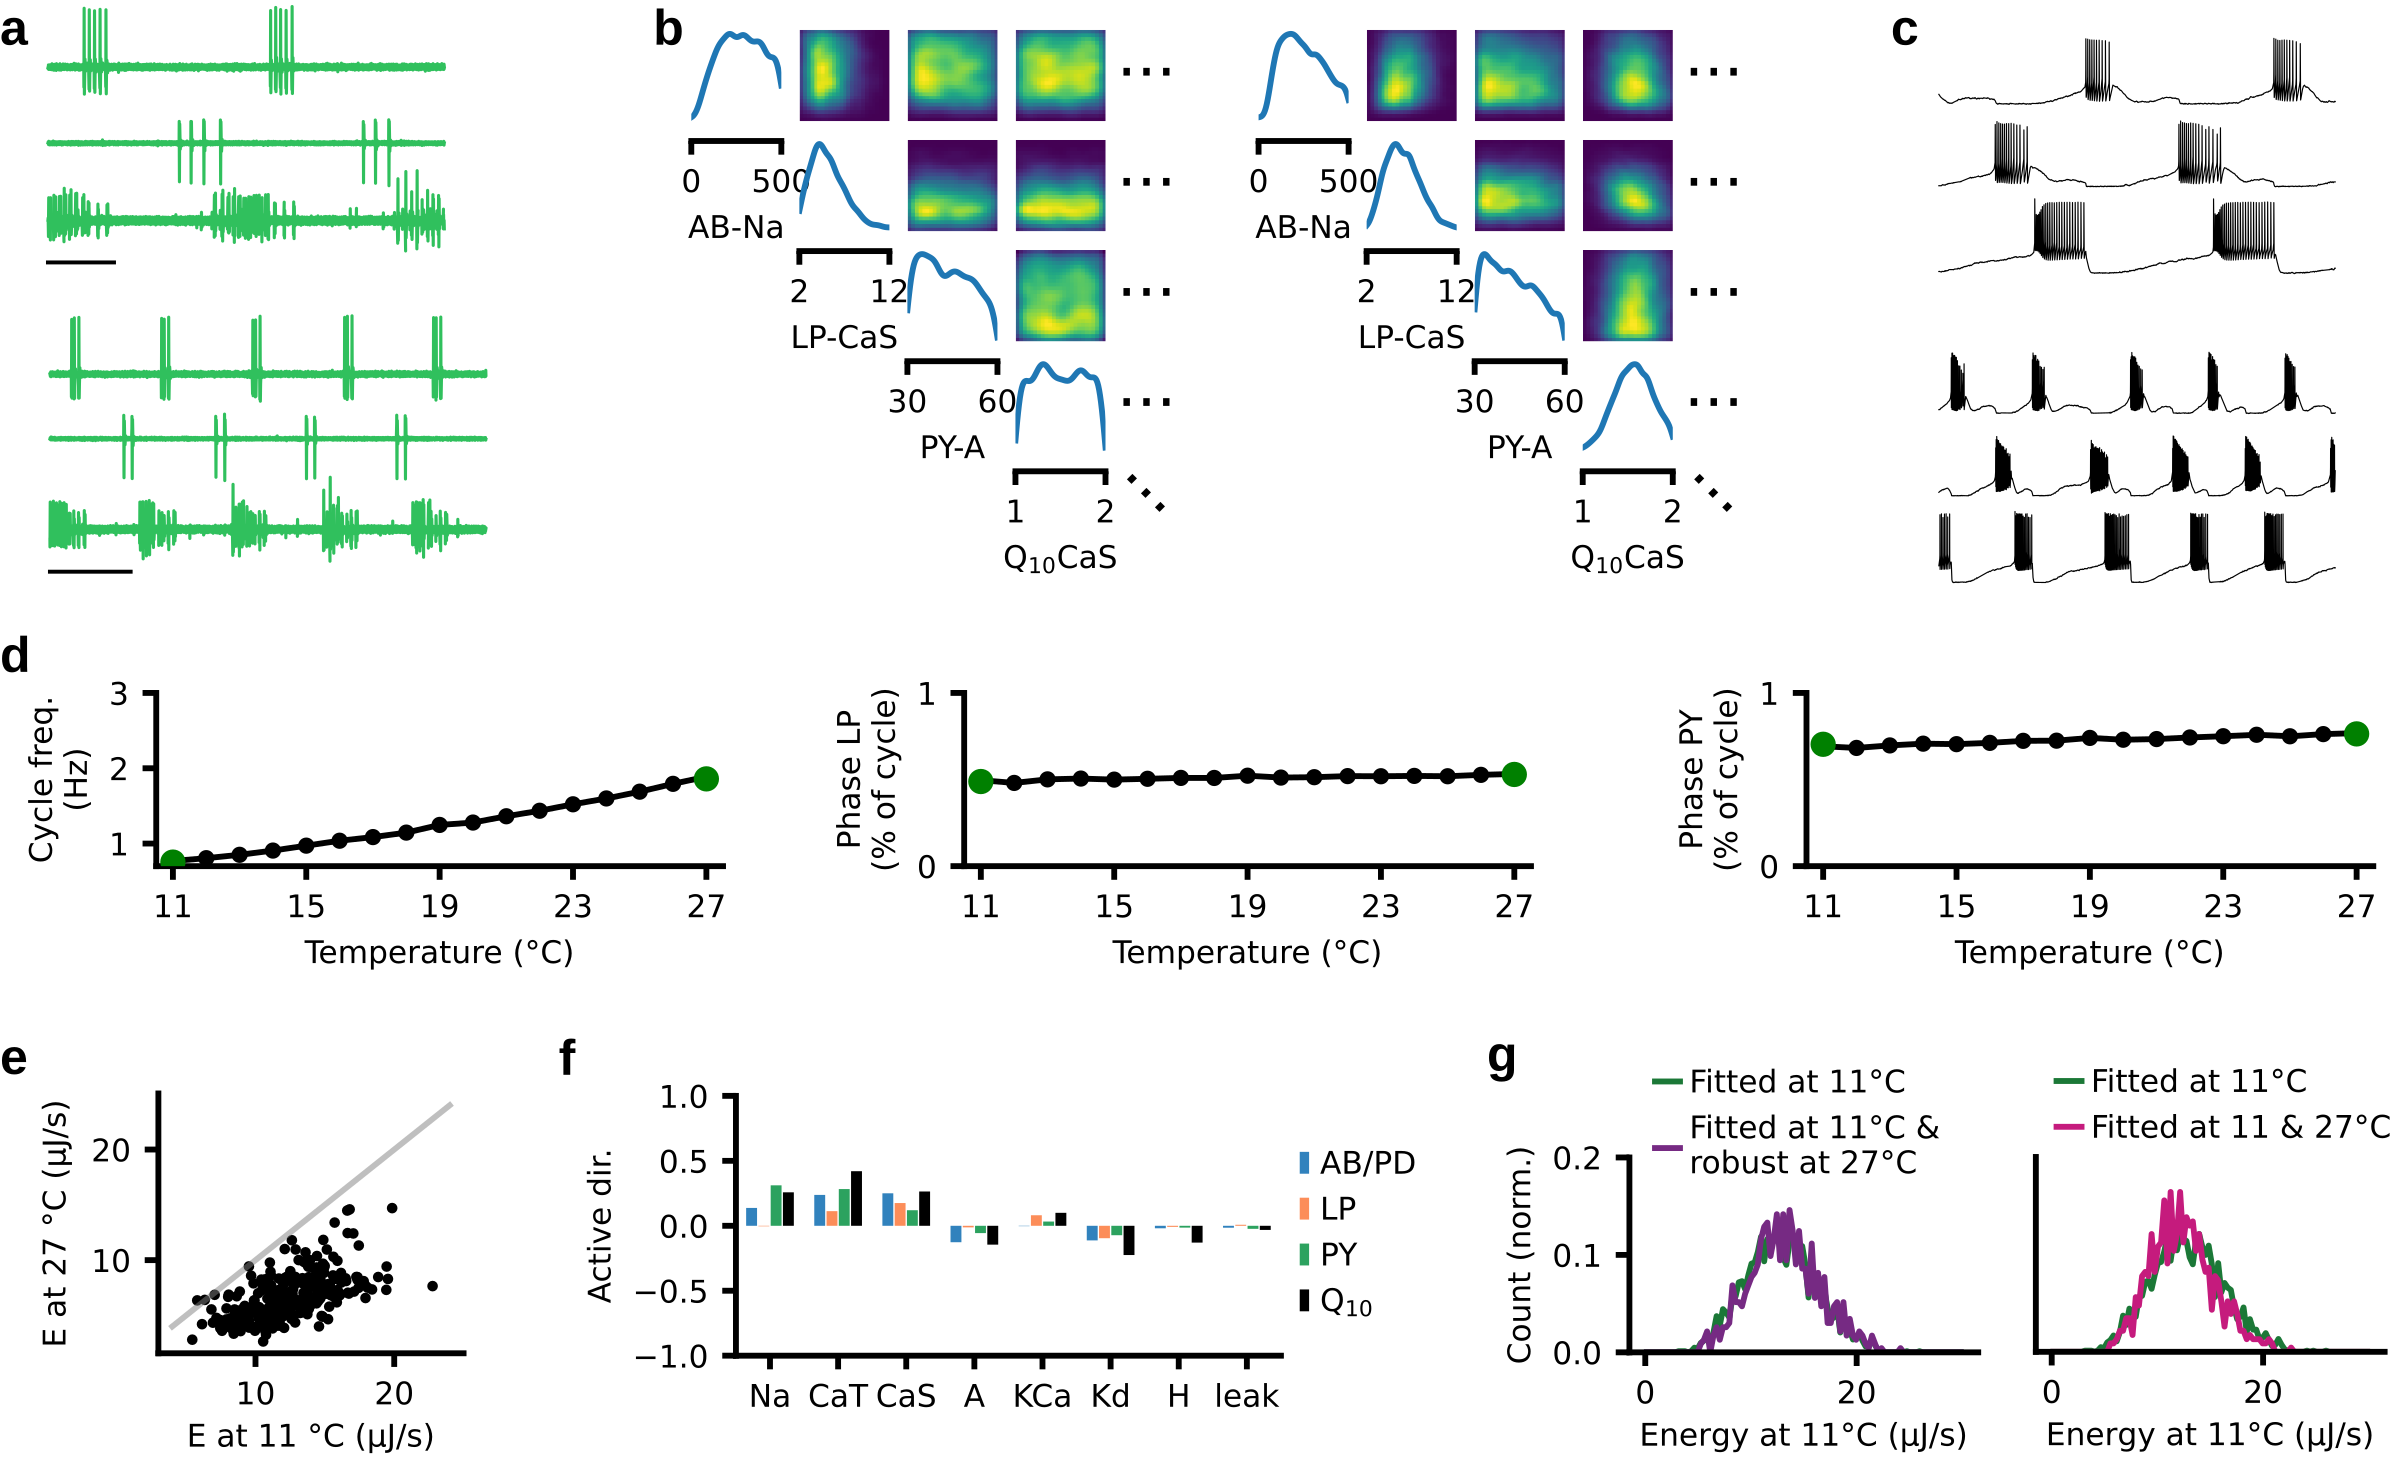 a
b
c
0 500
AB-Na
2 12
LP-CaS
30 60
PY-A
1 2
Q10CaS
0 500
AB-Na
2 12
LP-CaS
30 60
PY-A
1 2
Q10CaS
d
Cycle freq.
(Hz)
3
2
1
11 15 19 23 27
Temperature (°C)
Phase LP
(% of cycle)
1
0
11 15 19 23 27
Temperature (°C)
Phase PY
(% of cycle)
1
0
11 15 19 23 27
Temperature (°C)
e
E at 27 °C (µJ/s)
20
10
10 20
E at 11 °C (µJ/s)
f
Active dir.
1.0
0.5
0.0
−0.5
−1.0
Na CaT CaS A KCa Kd H leak
AB/PD
LP
PY
Q10
g
Fitted at 11°C
Fitted at 11°C &
robust at 27°C
Count (norm.)
0.2
0.1
0.0
0 20
Energy at 11°C (µJ/s)
Fitted at 11°C
Fitted at 11 & 27°C
0 20
Energy at 11°C (µJ/s)